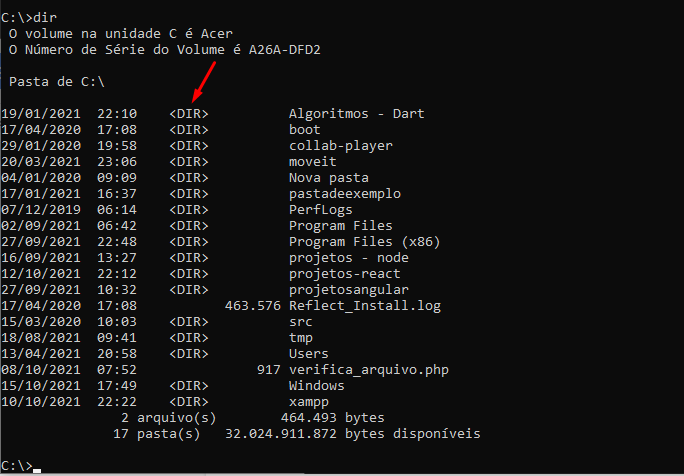 C:\>dir
O volume na unidade C é Acer
O Número de Série do Volume é A26A-DFD2
Pasta de C:\
19/01/2021  22:10    <DIR>          Algoritmos - Dart
17/04/2020  17:08    <DIR>          boot
29/01/2020  19:58    <DIR>          collab-player
20/03/2021  23:06    <DIR>          moveit
04/01/2020  09:09    <DIR>          Nova pasta
17/01/2021  16:37    <DIR>          pastadeexemplo
07/12/2019  06:14    <DIR>          PerfLogs
02/09/2021  06:42    <DIR>          Program Files
27/09/2021  22:48    <DIR>          Program Files (x86)
16/09/2021  13:27    <DIR>          projetos - node
12/10/2021  22:12    <DIR>          projetos-react
27/09/2021  10:32    <DIR>          projetosangular
17/04/2020  17:08           463.576 Reflect_Install.log
15/03/2020  10:03    <DIR>          src
18/08/2021  09:41    <DIR>          tmp
13/04/2021  20:58    <DIR>          Users
08/10/2021  07:52               917 verifica_arquivo.php
15/10/2021  17:49    <DIR>          Windows
10/10/2021  22:22    <DIR>          xampp
2 arquivo(s)        464.493 bytes
17 pasta(s)   32.024.911.872 bytes disponíveis
C:\>